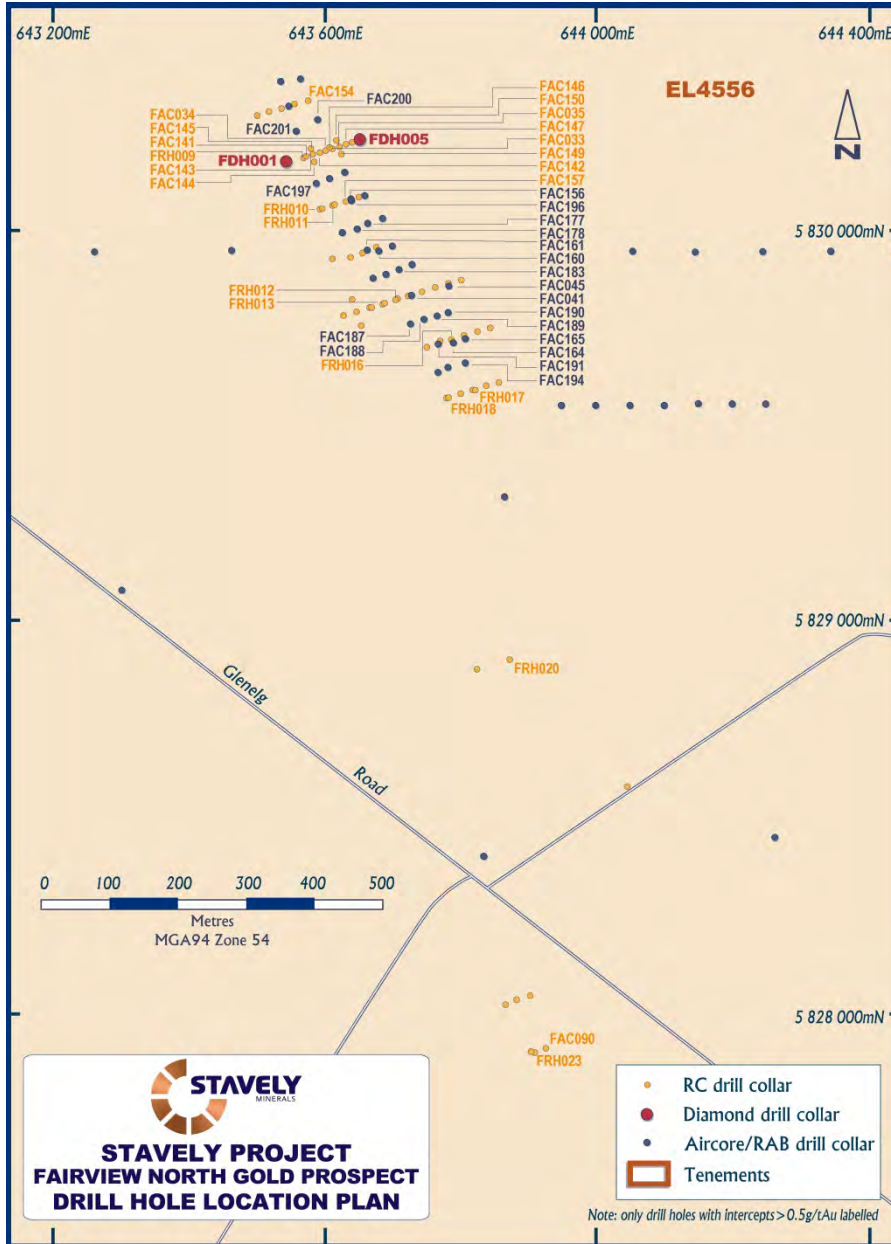 643 200mE
643 600mE
644 000mE
644 400mE
EL4556
FAC154
FAC200
FAC034
FAC145
FAC141
FRH009
FAC143
FAC144
FAC201
FDH001
FDH005
FAC146
FAC150
FAC035
FAC147
FAC033
FAC149
FAC142
FAC157
FAC156
FAC196
FAC177
FAC178
FAC161
FAC160
FAC183
FAC045
FAC041
FAC190
FAC189
FAC165
FAC164
FAC191
FAC194
N
FAC197
FRH010
FRH011
5 830 000mN
FRH012
FRH013
FAC187
FAC188
FRH016
FRH017
FRH018
5 829 000mN
FRH020
Glenelg
Road
0 100 200 300 400 500
Metres
MGA94 Zone 54
5 828 000mN
FAC090
FRH023
STAVELY
MINERALS
STAVELY PROJECT
FAIRVIEW NORTH GOLD PROSPECT
DRILL HOLE LOCATION PLAN
RC drill collar
Diamond drill collar
Aircore/RAB drill collar
Tenements
Note: only drill holes with intercepts > 0.5g/tAu labelled